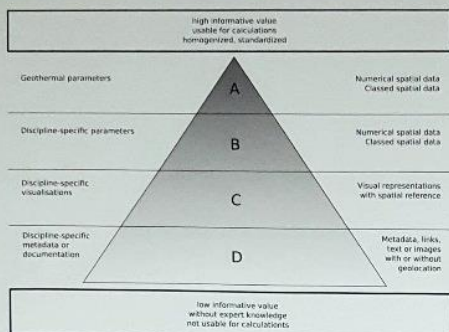 high informative value
usable for calculations
homogenized, standardized
Geothermal parameters
A
Numerical spatial data
Classed spatial data
Discipline-specific parameters
B
Numerical spatial data
Classed spatial data
Discipline-specific
visualisations
C
Visual representations
with spatial reference
Discipline-specific
metadata or
documentation
D
Metadata, links,
text or images
with or without
geolocation
low informative value
without expert knowledge
not usable for calculationts